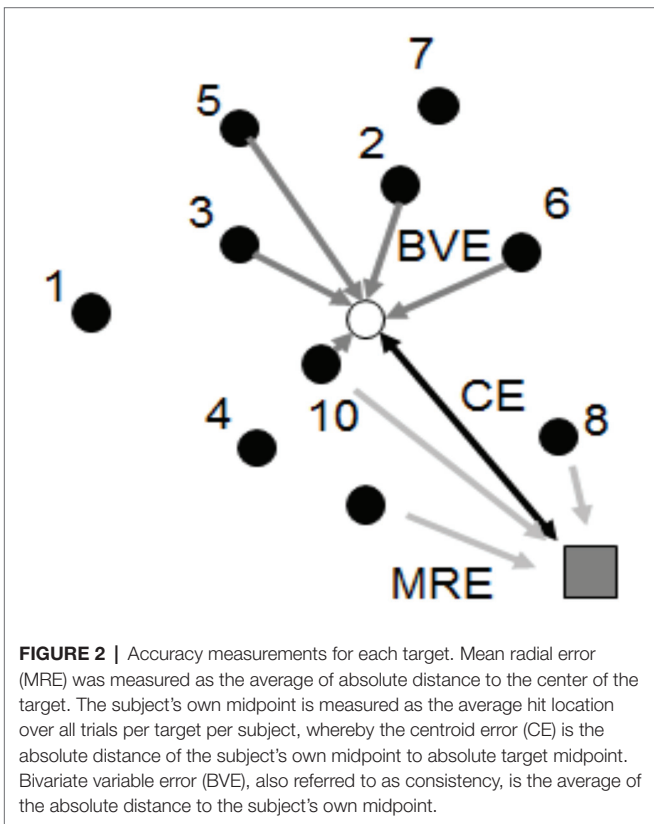 7
5
2
3
6
BVE
1
CE
4
10
8
MRE
FIGURE 2 | Accuracy measurements for each target. Mean radial error
(MRE) was measured as the average of absolute distance to the center of the
target. The subject's own midpoint is measured as the average hit location
over all trials per target per subject, whereby the centroid error (CE) is the
absolute distance of the subject's own midpoint to absolute target midpoint.
Bivariate variable error (BVE), also referred to as consistency, is the average of
the absolute distance to the subject's own midpoint.